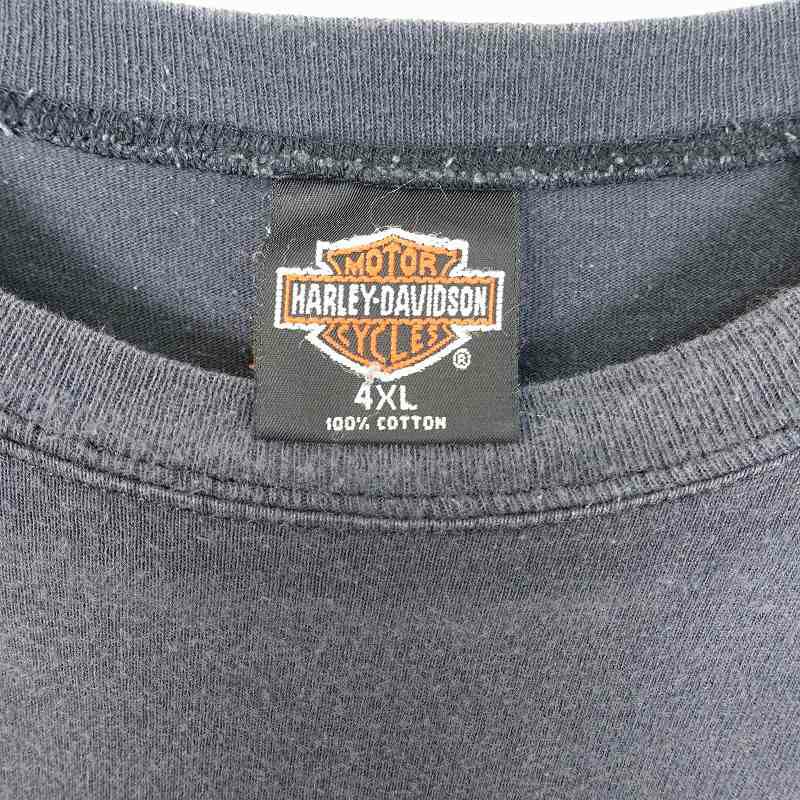 MOTOR
HARLEY-DAVIDSON
CYCLES
®
4XL
100% COTTON